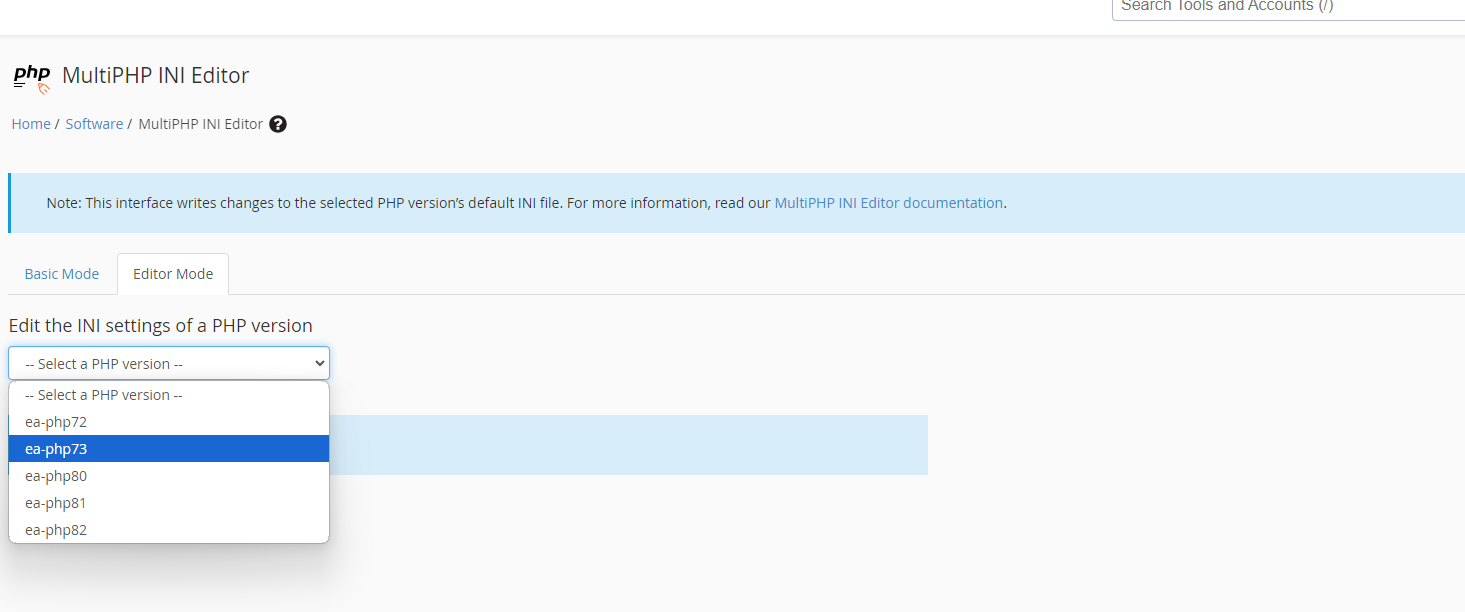 Search Tools and Accounts (/)
php MultiPHP INI Editor
Home / Software / MultiPHP INI Editor ?
Note: This interface writes changes to the selected PHP version’s default INI file. For more information, read our MultiPHP INI Editor documentation.
Basic Mode Editor Mode
Edit the INI settings of a PHP version
-- Select a PHP version --
-- Select a PHP version --
ea-php72
ea-php73
ea-php80
ea-php81
ea-php82